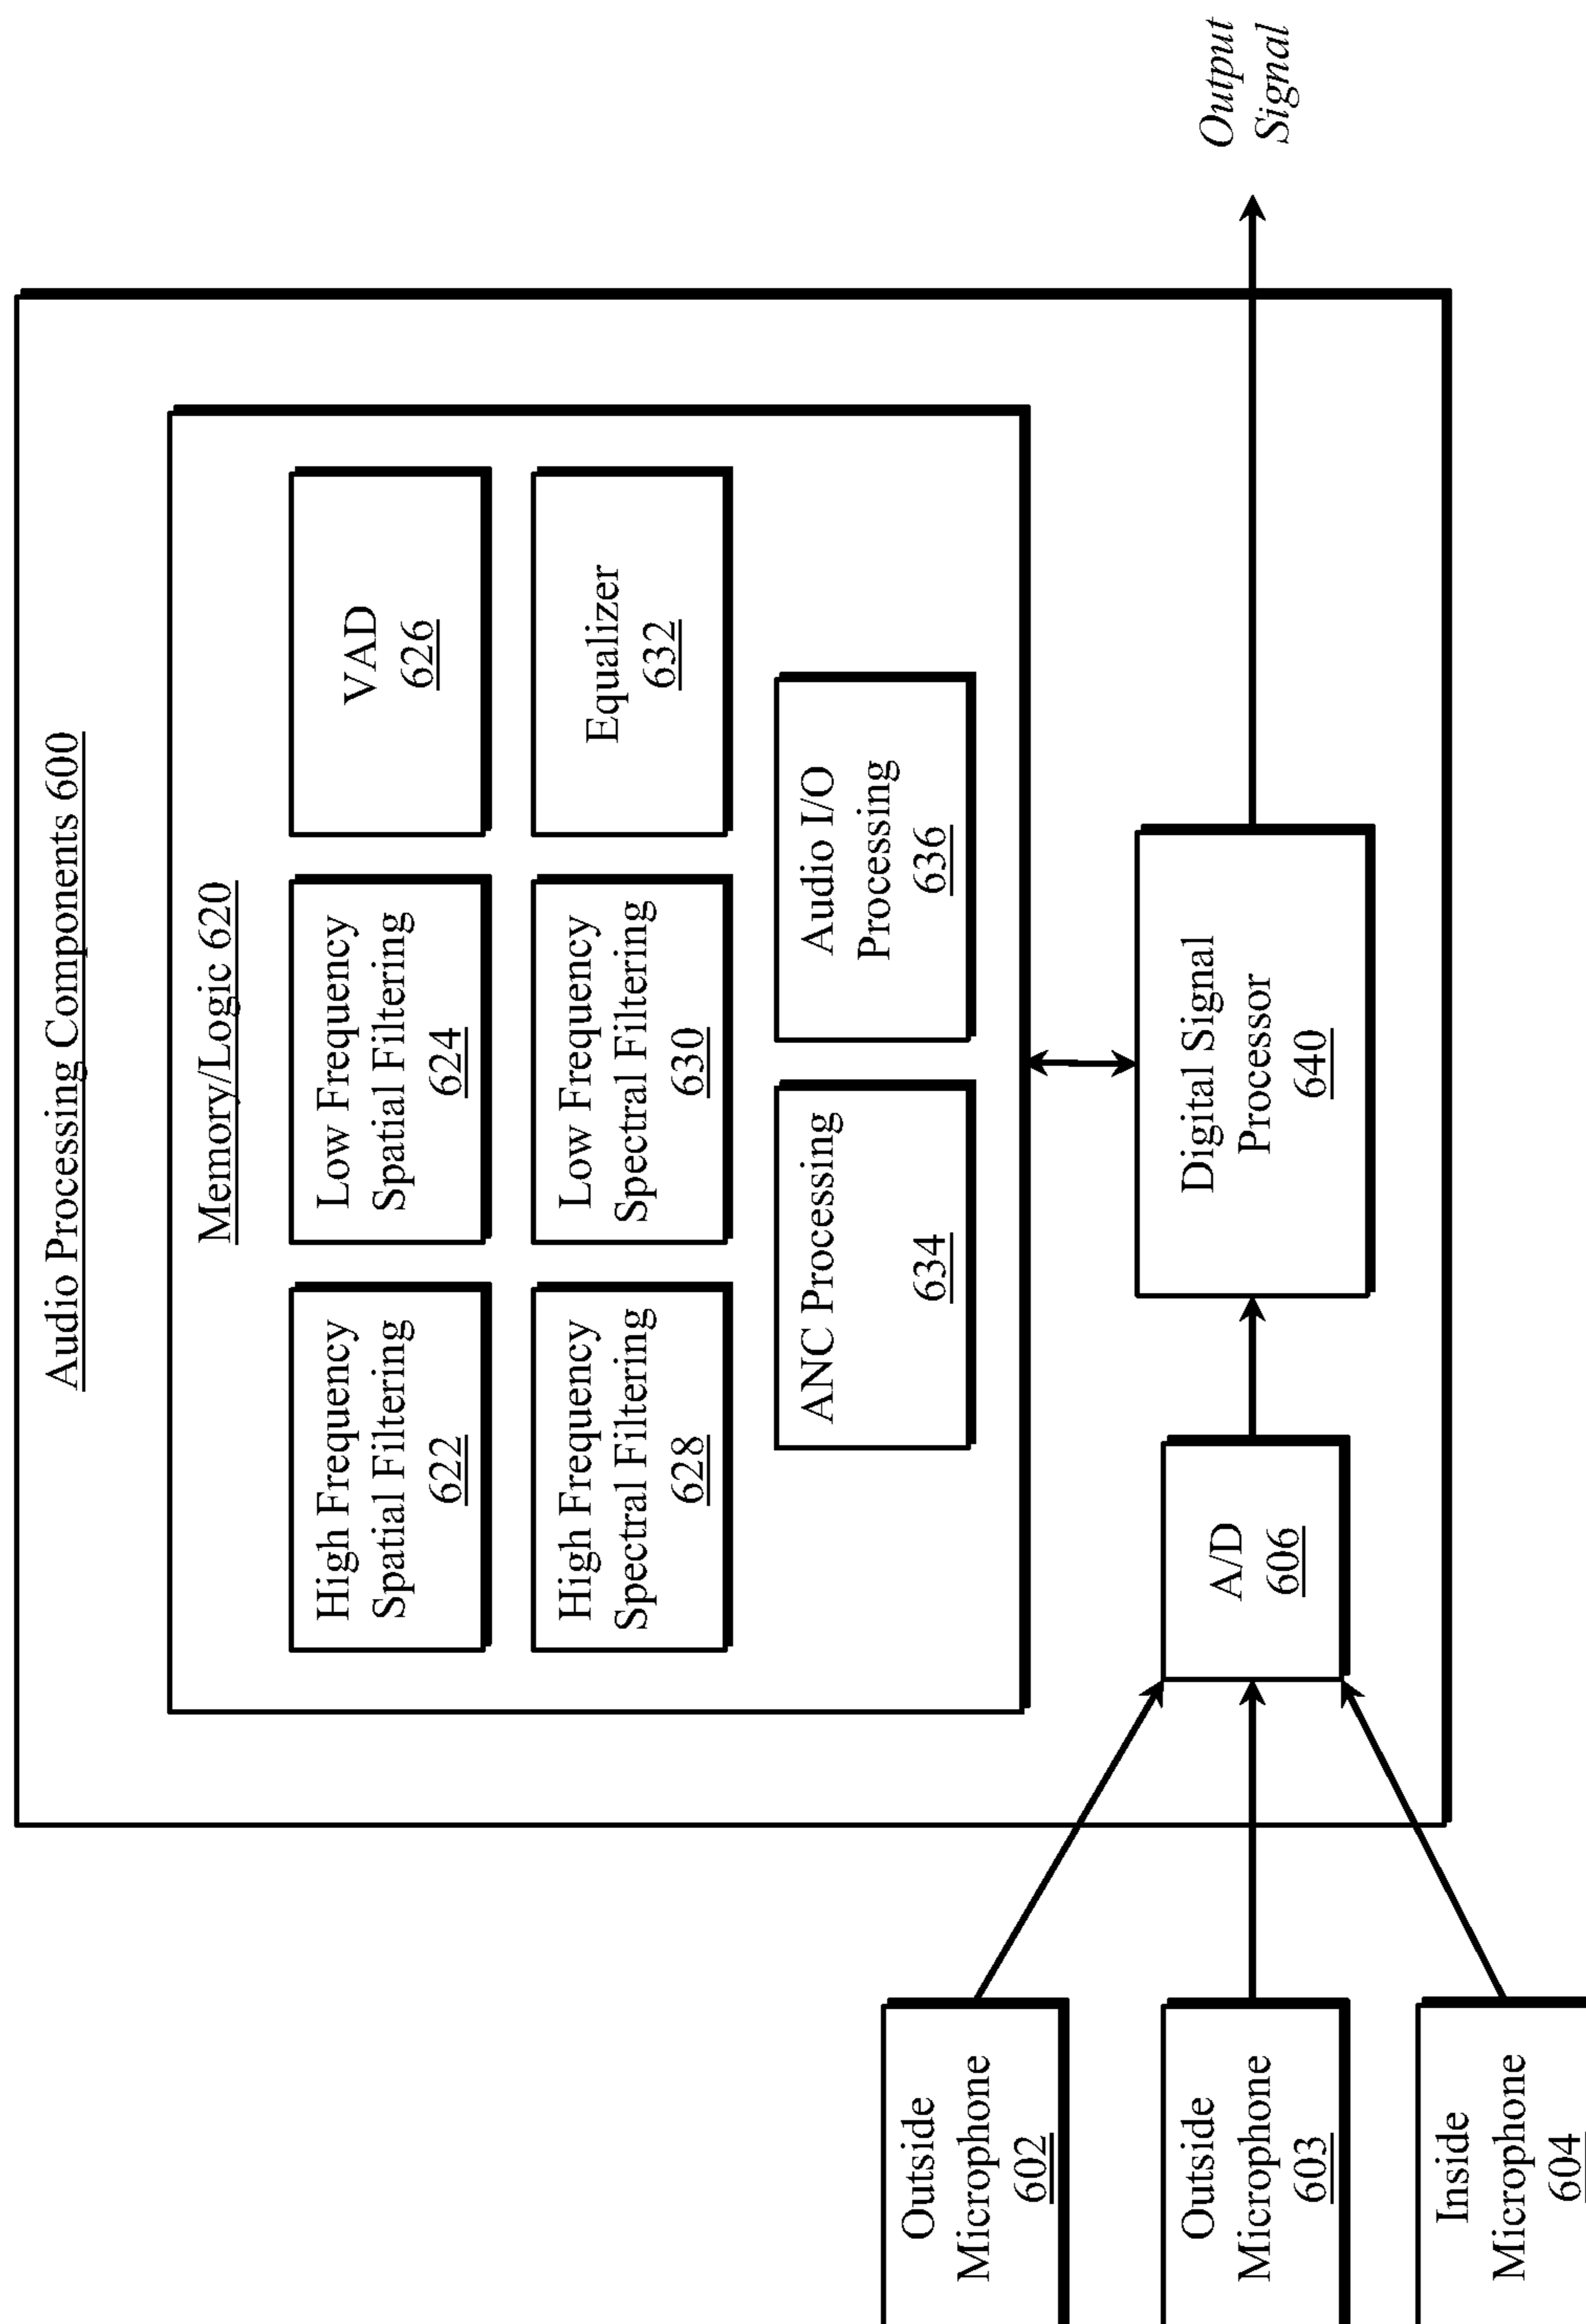 Audio Processing Components 600
Memory/Logic 620
High Frequency
Spatial Filtering
622
Low Frequency
Spatial Filtering
624
VAD
626
High Frequency
Spectral Filtering
628
Low Frequency
Spectral Filtering
630
Equalizer
632
ANC Processing
634
Audio I/O
Processing
636
Outside
Microphone
602
Outside
Microphone
603
Inside
Microphone
604
A/D
606
Digital Signal
Processor
640
Output
Signal